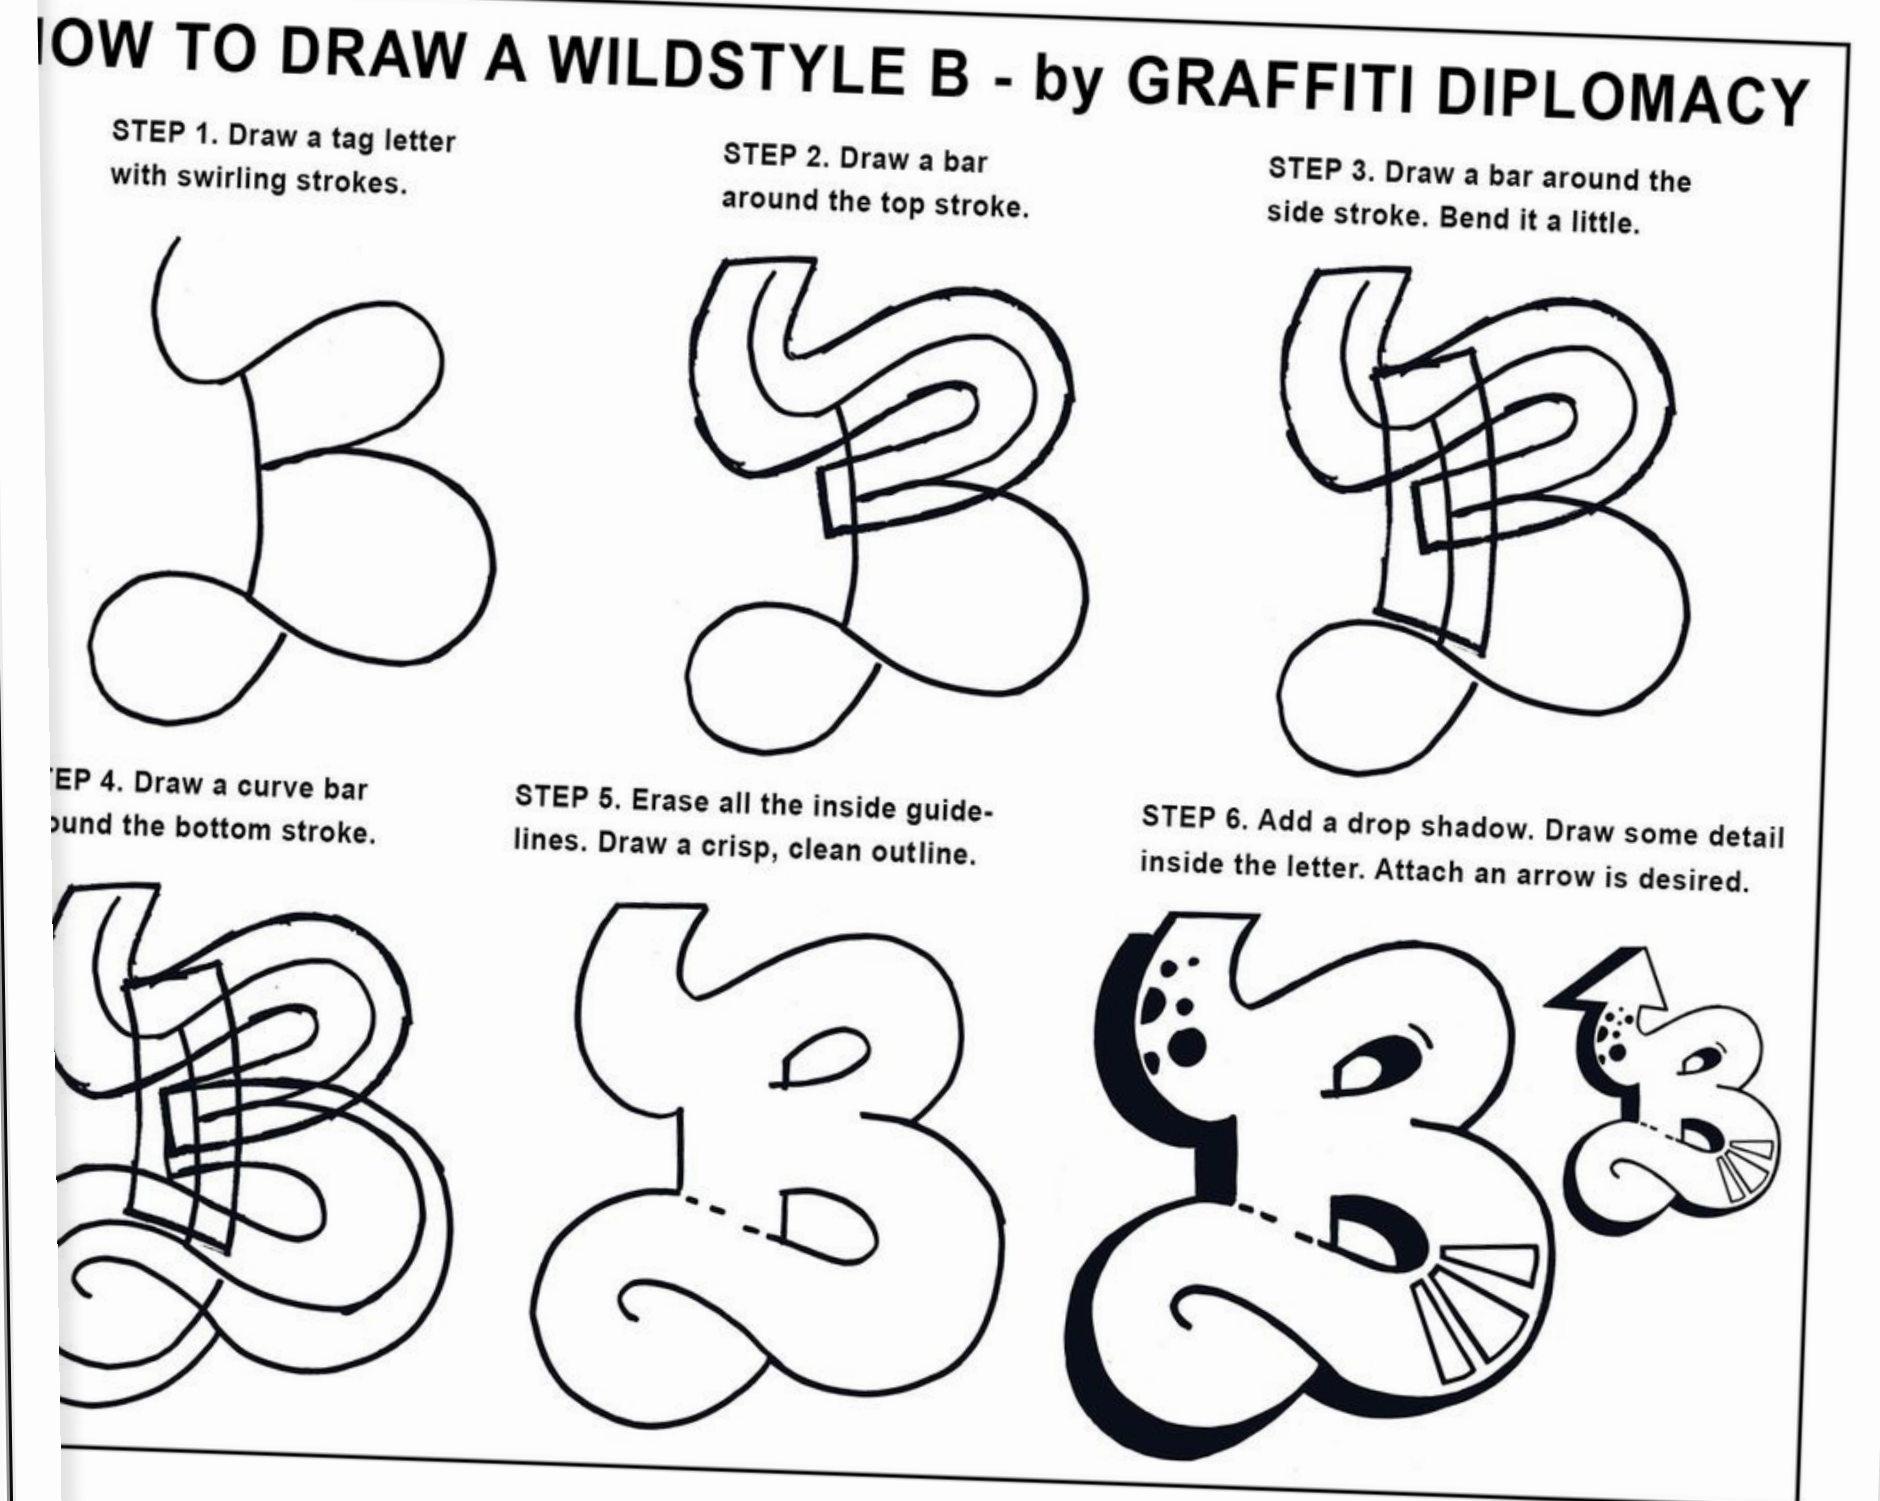 OW TO DRAW A WILDSTYLE B - by GRAFFITI DIPLOMACY
STEP 1. Draw a tag letter
with swirling strokes.
STEP 2. Draw a bar
around the top stroke.
STEP 3. Draw a bar around the
side stroke. Bend it a little.
EP 4. Draw a curve bar
ound the bottom stroke.
STEP 5. Erase all the inside guide-
lines. Draw a crisp, clean outline.
STEP 6. Add a drop shadow. Draw some detail
inside the letter. Attach an arrow is desired.